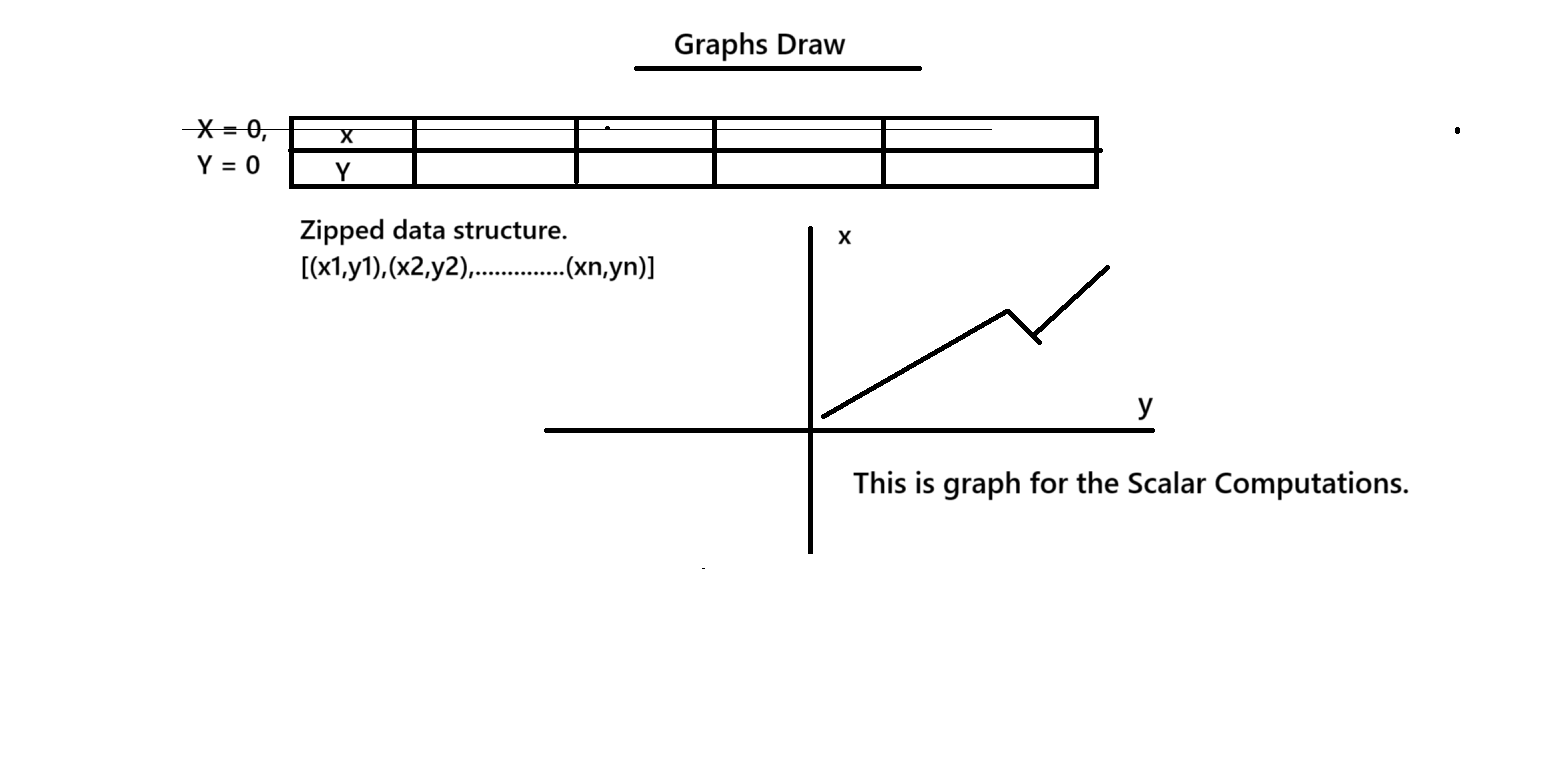 Graphs Draw
X = 0,
x
Y = 0
Y
Zipped data structure.
[(x1,y1),(x2,y2),..............(xn,yn)]
x
y
This is graph for the Scalar Computations.